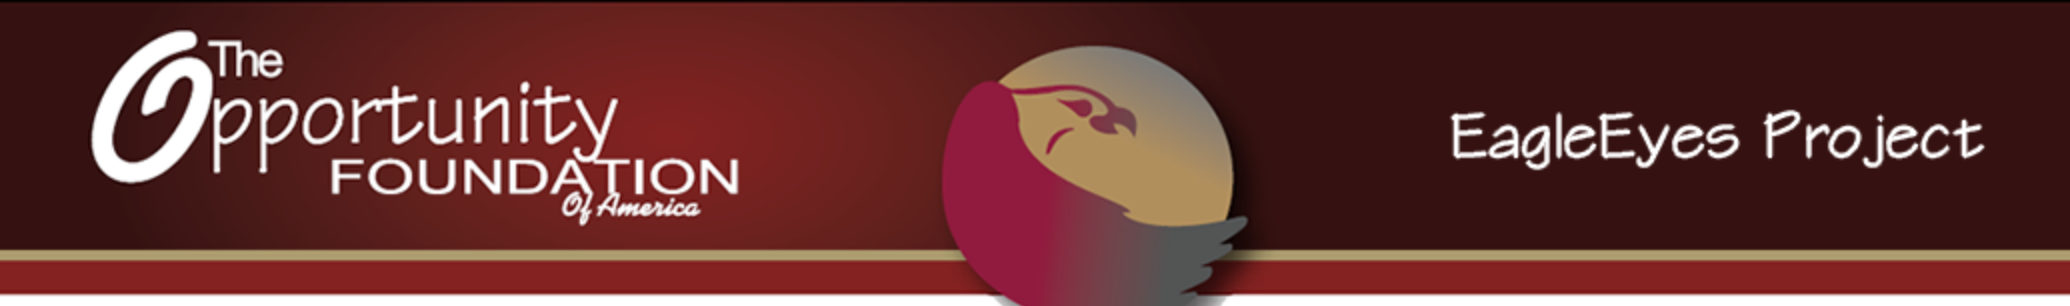 The
Opportunity
FOUNDATION
Of America
EagleEyes Project